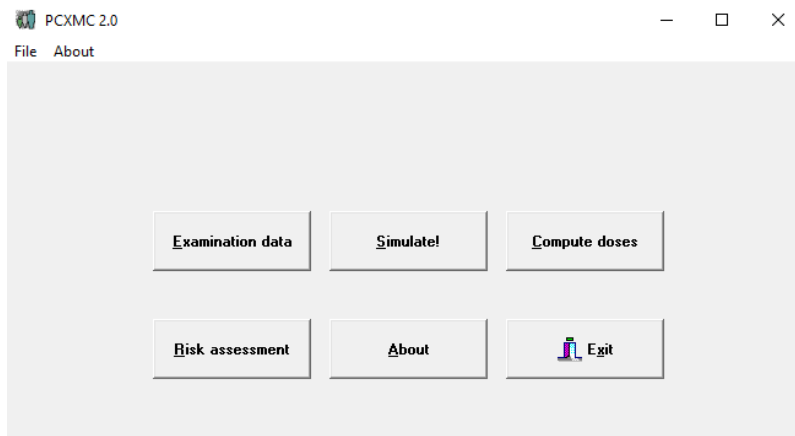 PCXMC 2.0
File About
Examination data Simulate! Compute doses
Risk assessment About Exit